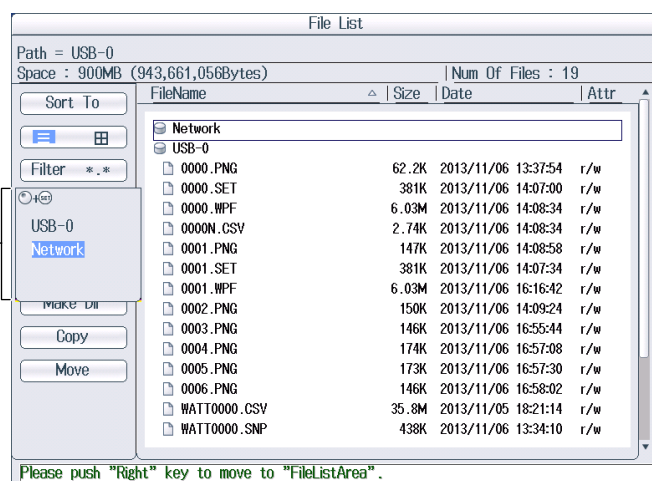 File List
Path = USB-0
Space : 900MB (943,661,056Bytes) Num Of Files : 19
FileName Size Date Attr
Sort To
Filter *.*
SET
USB-0
Network
Make Dir
Copy
Move
Network
USB-0
0000.PNG 62.2K 2013/11/06 13:37:54 r/w
0000.SET 381K 2013/11/06 14:07:00 r/w
0000.WPF 6.03M 2013/11/06 14:08:34 r/w
0000N.CSV 2.74K 2013/11/06 14:08:34 r/w
0001.PNG 147K 2013/11/06 14:08:58 r/w
0001.SET 381K 2013/11/06 14:07:34 r/w
0001.WPF 6.03M 2013/11/06 16:16:42 r/w
0002.PNG 150K 2013/11/06 14:09:24 r/w
0003.PNG 146K 2013/11/06 16:55:44 r/w
0004.PNG 174K 2013/11/06 16:57:08 r/w
0005.PNG 173K 2013/11/06 16:57:30 r/w
0006.PNG 146K 2013/11/06 16:58:02 r/w
WATT0000.CSV 35.8M 2013/11/05 18:21:14 r/w
WATT0000.SNP 438K 2013/11/06 13:34:10 r/w
Please push "Right" key to move to "FileListArea".